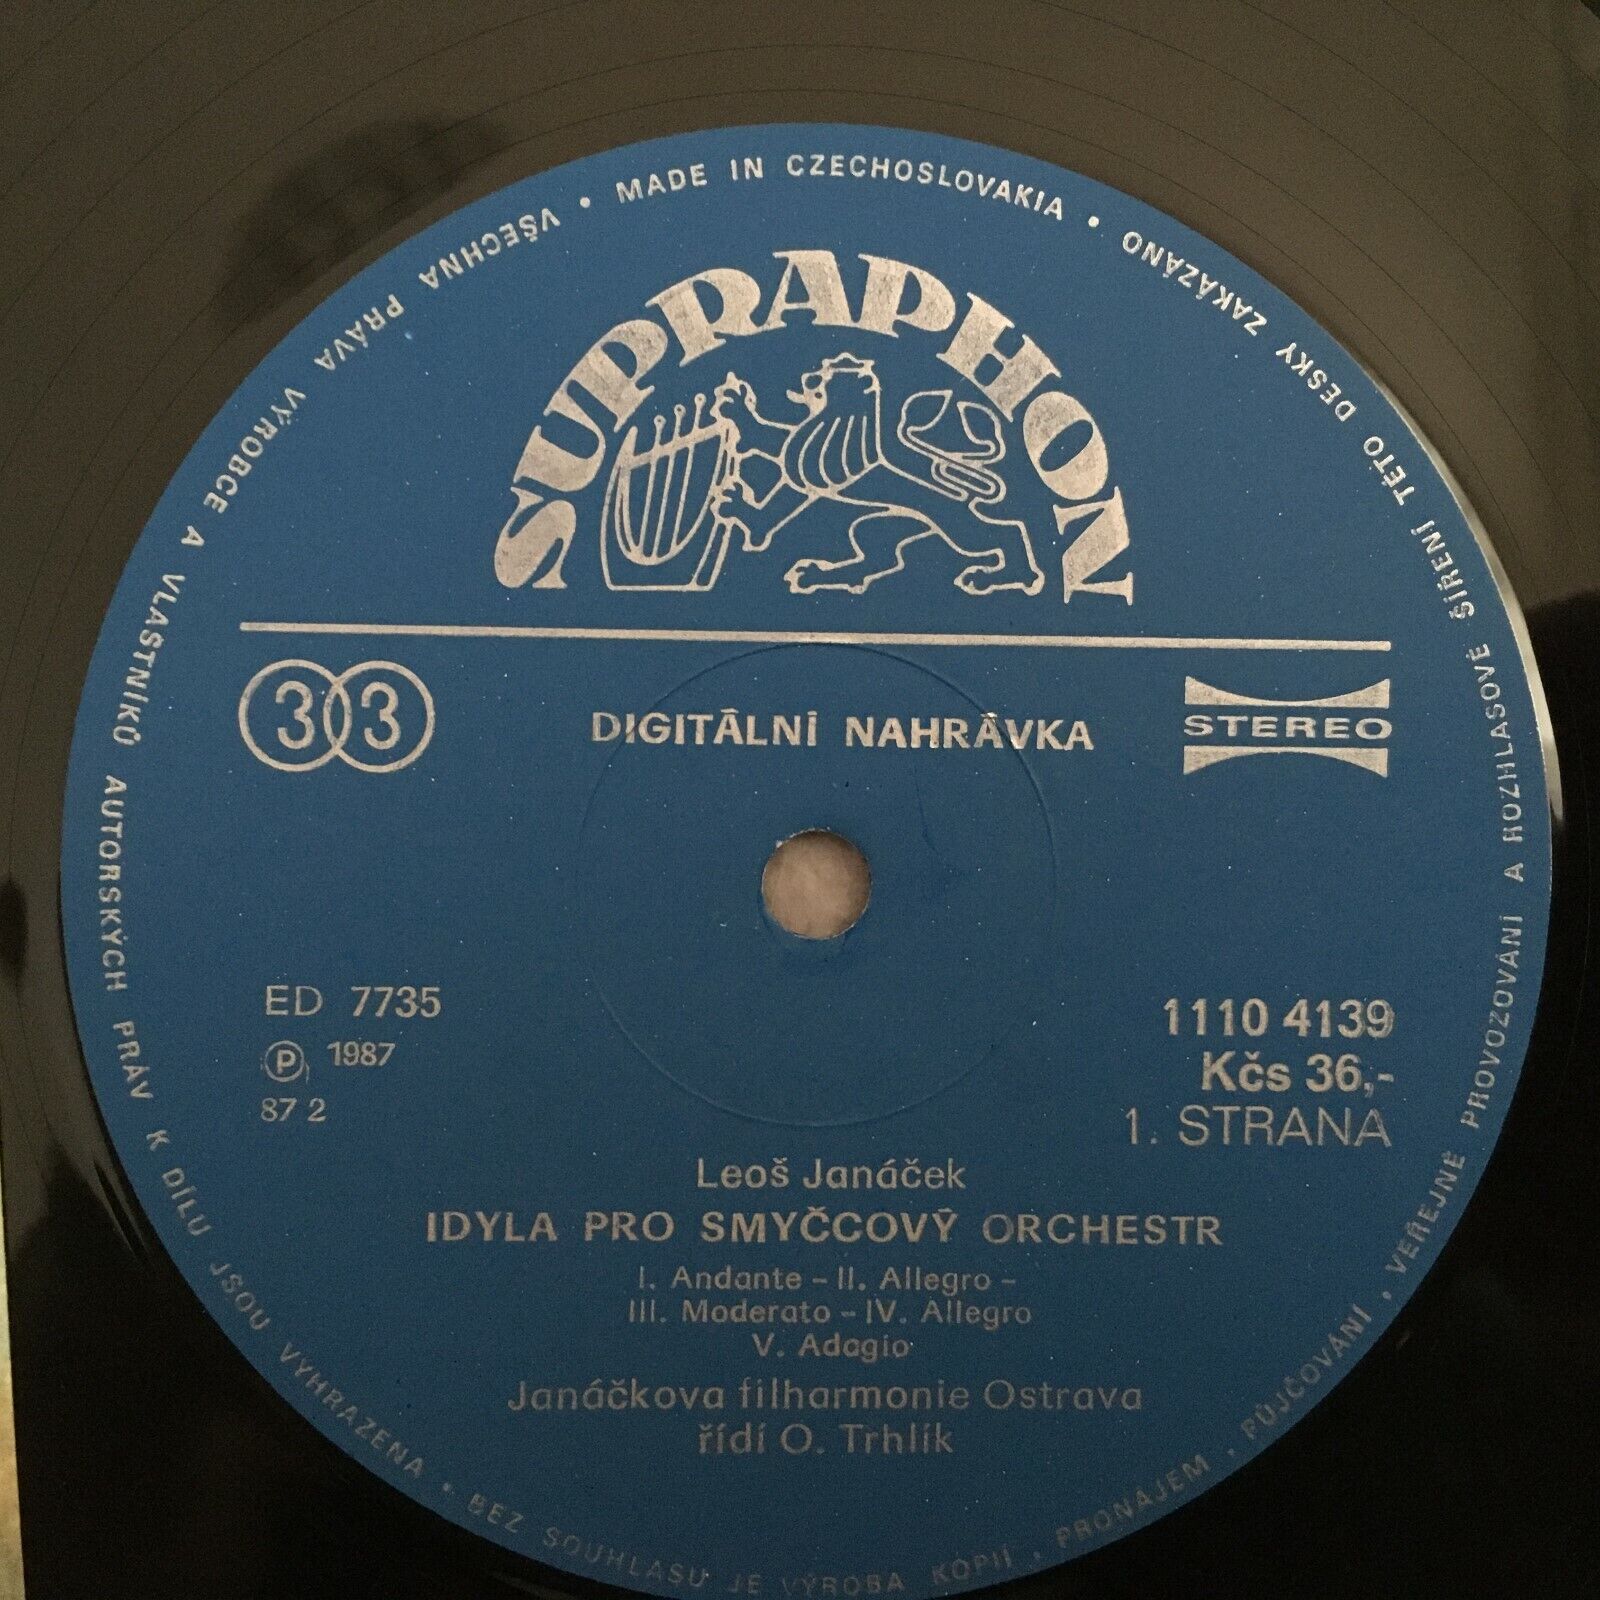 VŠECHNA PRÁVA VÝROBCE A VLASTNÍKŮ AUTORSKÝCH PRÁV K DÍLU JSOU VYHRAZENA • BEZ SOUHLASU JE VÝROBA KOPIÍ, PRONÁJEM, PŮJČOVÁNÍ, VEŘEJNÉ PROVOZOVÁNÍ A ROZHLASOVÉ ŠÍŘENÍ TÉTO DESKY ZAKÁZÁNO • MADE IN CZECHOSLOVAKIA •
SUPRAPHON
33 DIGITÁLNÍ NAHRÁVKA STEREO
ED 7735
℗ 1987
87 2
1110 4139
Kčs 36,-
1. STRANA
Leoš Janáček
IDYLA PRO SMYČCOVÝ ORCHESTR
I. Andante – II. Allegro –
III. Moderato – IV. Allegro
V. Adagio
Janáčkova filharmonie Ostrava
řídí O. Trhlík